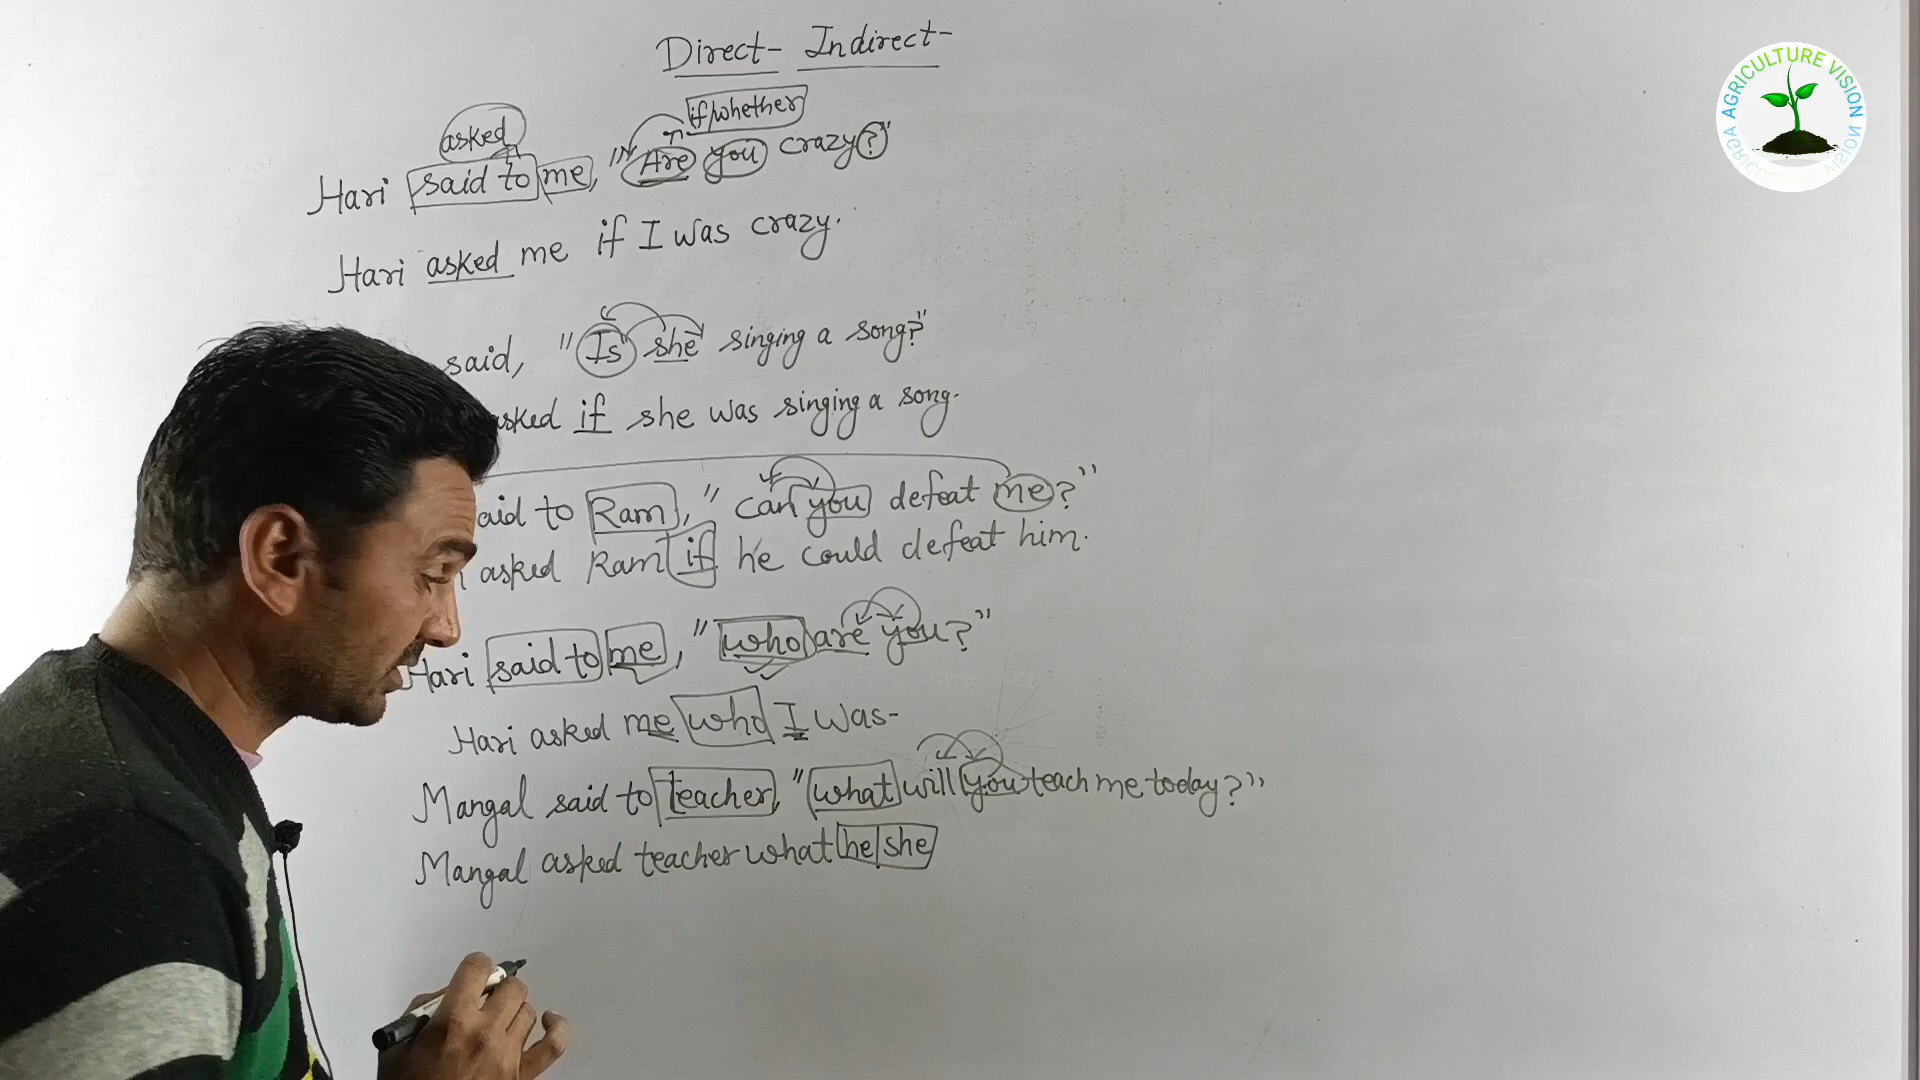 Direct- Indirect-
if/whether
asked
Hari said to me, "Are you crazy?"
Hari asked me if I was crazy.
said, "Is she singing a song?"
asked if she was singing a song.
said to Ram, "can you defeat me?"
asked Ram if he could defeat him.
Hari said to me, "who are you?"
Hari asked me who I was-
Mangal said to teacher, "what will you teach me today?"
Mangal asked teacher what he/she
AGRICULTURE VISION